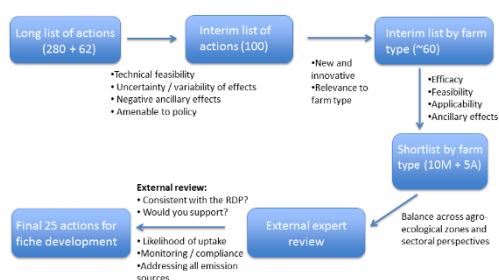 Long list of actions
(280 + 62)
Interim list of
actions (100)
Interim list by farm
type (~60)
•Technical feasibility
•Uncertainty / variability of effects
•Negative ancillary effects
•Amenable to policy
•New and
innovative
•Relevance to
farm type
•Efficacy
•Feasibility
•Applicability
•Ancillary effects
Shortlist by farm
type (10M + 5A)
Balance across agro-
ecological zones and
sectoral perspectives
External expert
review
External review:
• Consistent with the RDP?
• Would you support?
• Likelihood of uptake
•Monitoring / compliance
•Addressing all emission
sources
Final 25 actions for
fiche development